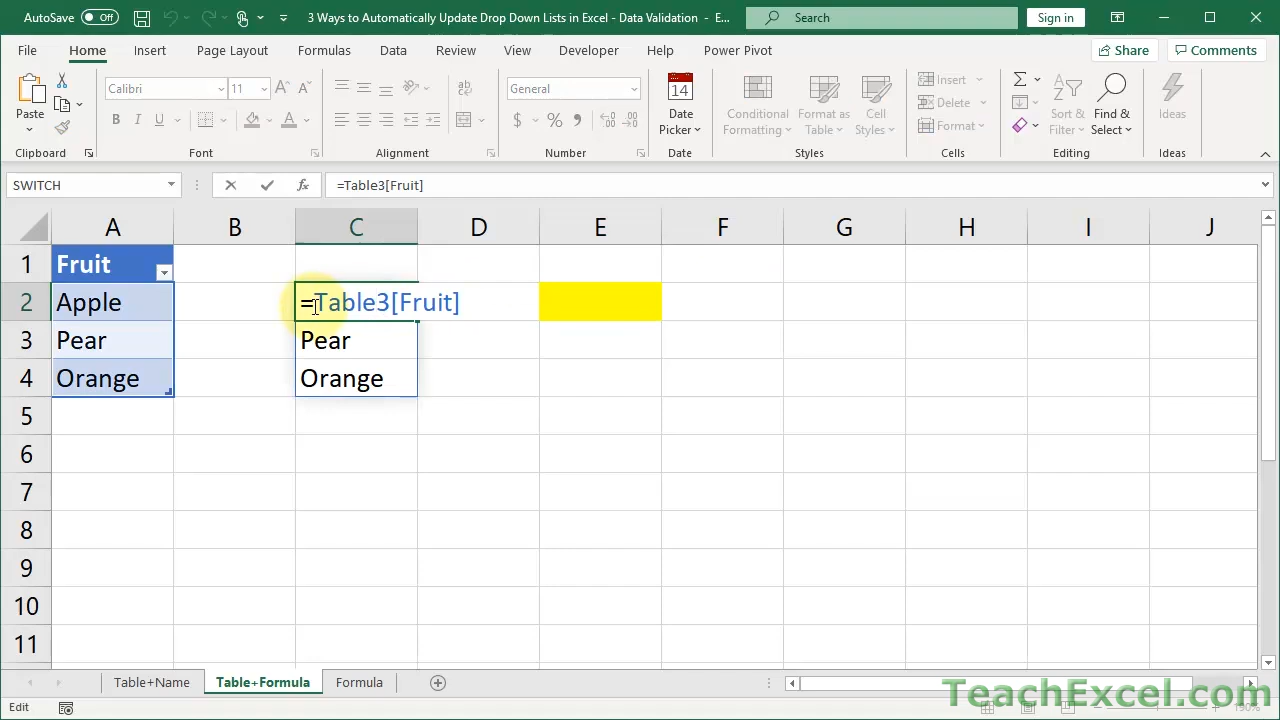 AutoSave Off 3 Ways to Automatically Update Drop Down Lists in Excel - Data Validation - E... Search Sign in
File Home Insert Page Layout Formulas Data Review View Developer Help Power Pivot Share Comments
Paste
Clipboard
Calibri 11
B I U A
Font
Alignment
General
$ % 9
Number
14
Date Picker
Date
Conditional Formatting
Format as Table
Cell Styles
Styles
Insert
Delete
Format
Cells
Sort & Filter
Find & Select
Editing
Ideas
Ideas
SWITCH fx =Table3[Fruit]
A B C D E F G H I J
1 Fruit
2 Apple =Table3[Fruit]
3 Pear Pear
4 Orange Orange
5
6
7
8
9
10
11
Table+Name Table+Formula Formula
Edit
TeachExcel.com